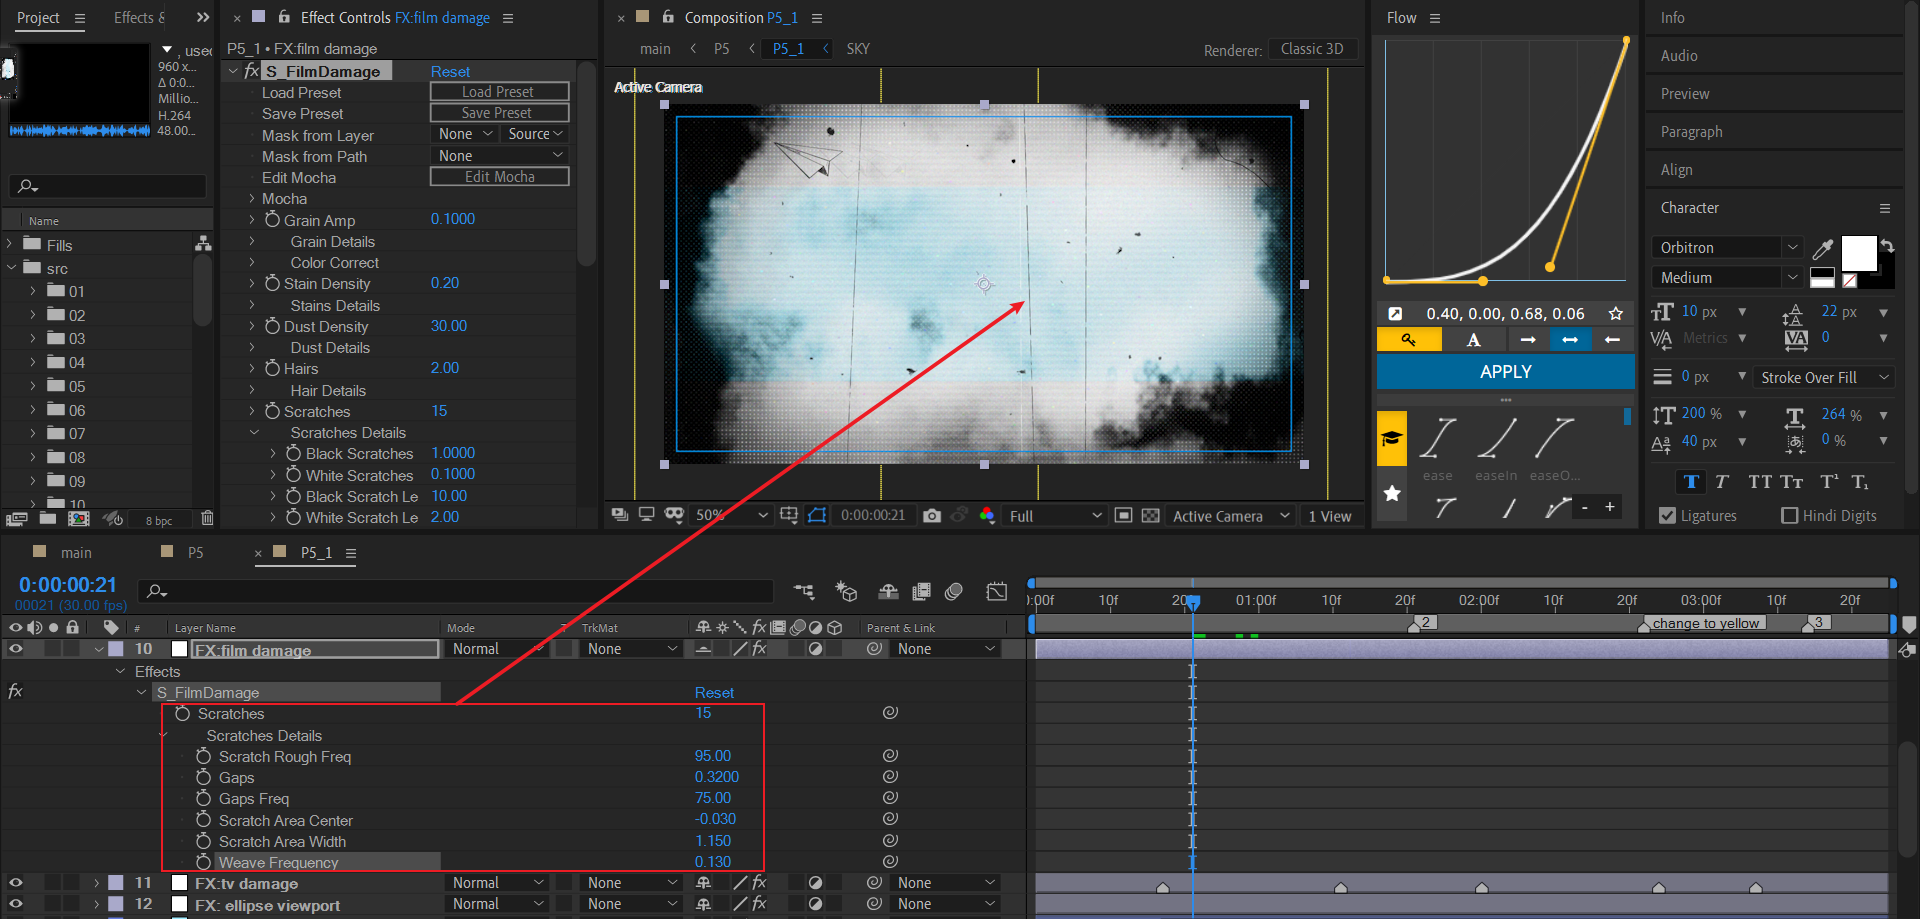 Project
Effects &
Effect Controls FX:film damage
Composition P5_1
Flow
Info
Audio
Preview
Paragraph
Align
Character
, used
960 x...
Δ 0:0...
Millio...
H.264
48.00...
Name
Fills
src
01
02
03
04
05
06
07
08
09
10
8 bpc
P5_1 • FX:film damage
fx S_FilmDamage Reset
Load Preset Load Preset
Save Preset Save Preset
Mask from Layer None Source
Mask from Path None
Edit Mocha Edit Mocha
Mocha
Grain Amp 0.1000
Grain Details
Color Correct
Stain Density 0.20
Stains Details
Dust Density 30.00
Dust Details
Hairs 2.00
Hair Details
Scratches 15
Scratches Details
Black Scratches 1.0000
White Scratches 0.1000
Black Scratch Le 10.00
White Scratch Le 2.00
main P5 P5_1 SKY
Renderer: Classic 3D
Active Camera
50% 0:00:00:21 Full Active Camera 1 View
0.40, 0.00, 0.68, 0.06
A
APPLY
ease easeIn easeO...
- +
Orbitron
Medium
10 px 22 px
Metrics 0
0 px Stroke Over Fill
200 % 264 %
40 px 0 %
T T TT Tt T¹ T₁
Ligatures Hindi Digits
main P5 P5_1
0:00:00:21
00021 (30.00 fps)
):00f 10f 20f 01:00f 10f 20f 02:00f 10f 20f 03:00f 10f 20f
2 change to yellow 3
# Layer Name Mode T TrkMat fx Parent & Link
10 FX:film damage Normal None fx None
Effects
fx S_FilmDamage Reset
Scratches 15
Scratches Details
Scratch Rough Freq 95.00
Gaps 0.3200
Gaps Freq 75.00
Scratch Area Center -0.030
Scratch Area Width 1.150
Weave Frequency 0.130
11 FX:tv damage Normal None fx None
12 FX: ellipse viewport Normal None fx None